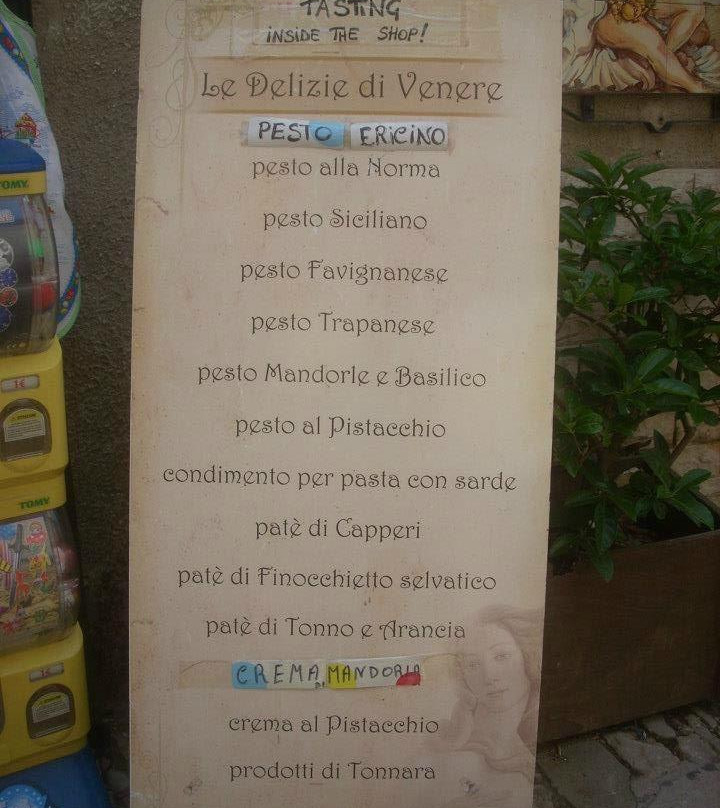 TASTING
INSIDE THE SHOP!
Le Delizie di Venere
PESTO ERICINO
pesto alla Norma
pesto Siciliano
pesto Favignanese
pesto Trapanese
pesto Mandorle e Basilico
pesto al Pistacchio
condimento per pasta con sarde
patè di Capperi
patè di Finocchietto selvatico
patè di Tonno e Arancia
CREMA DI MANDORLA
crema al Pistacchio
prodotti di Tonnara
TOMY
1€
TOMY
1€